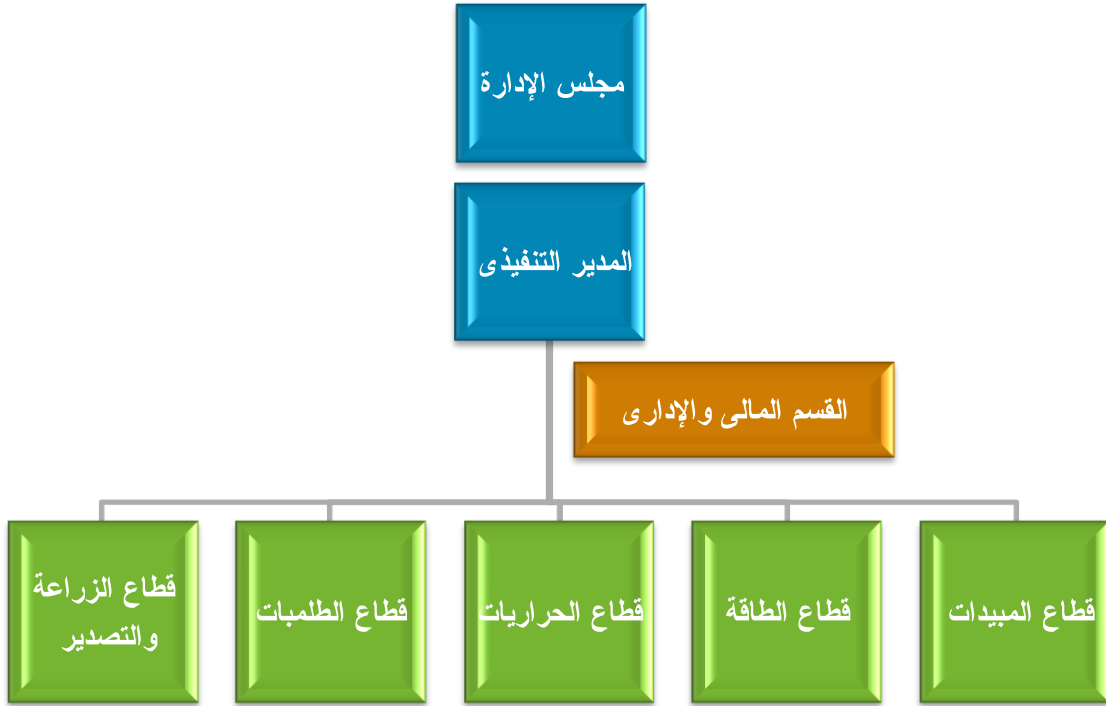 مجلس الإدارة
المدير التنفيذى
القسم المالى والإدارى
قطاع المبيدات
قطاع الطاقة
قطاع الحراريات
قطاع الطلمبات
قطاع الزراعة
والتصدير